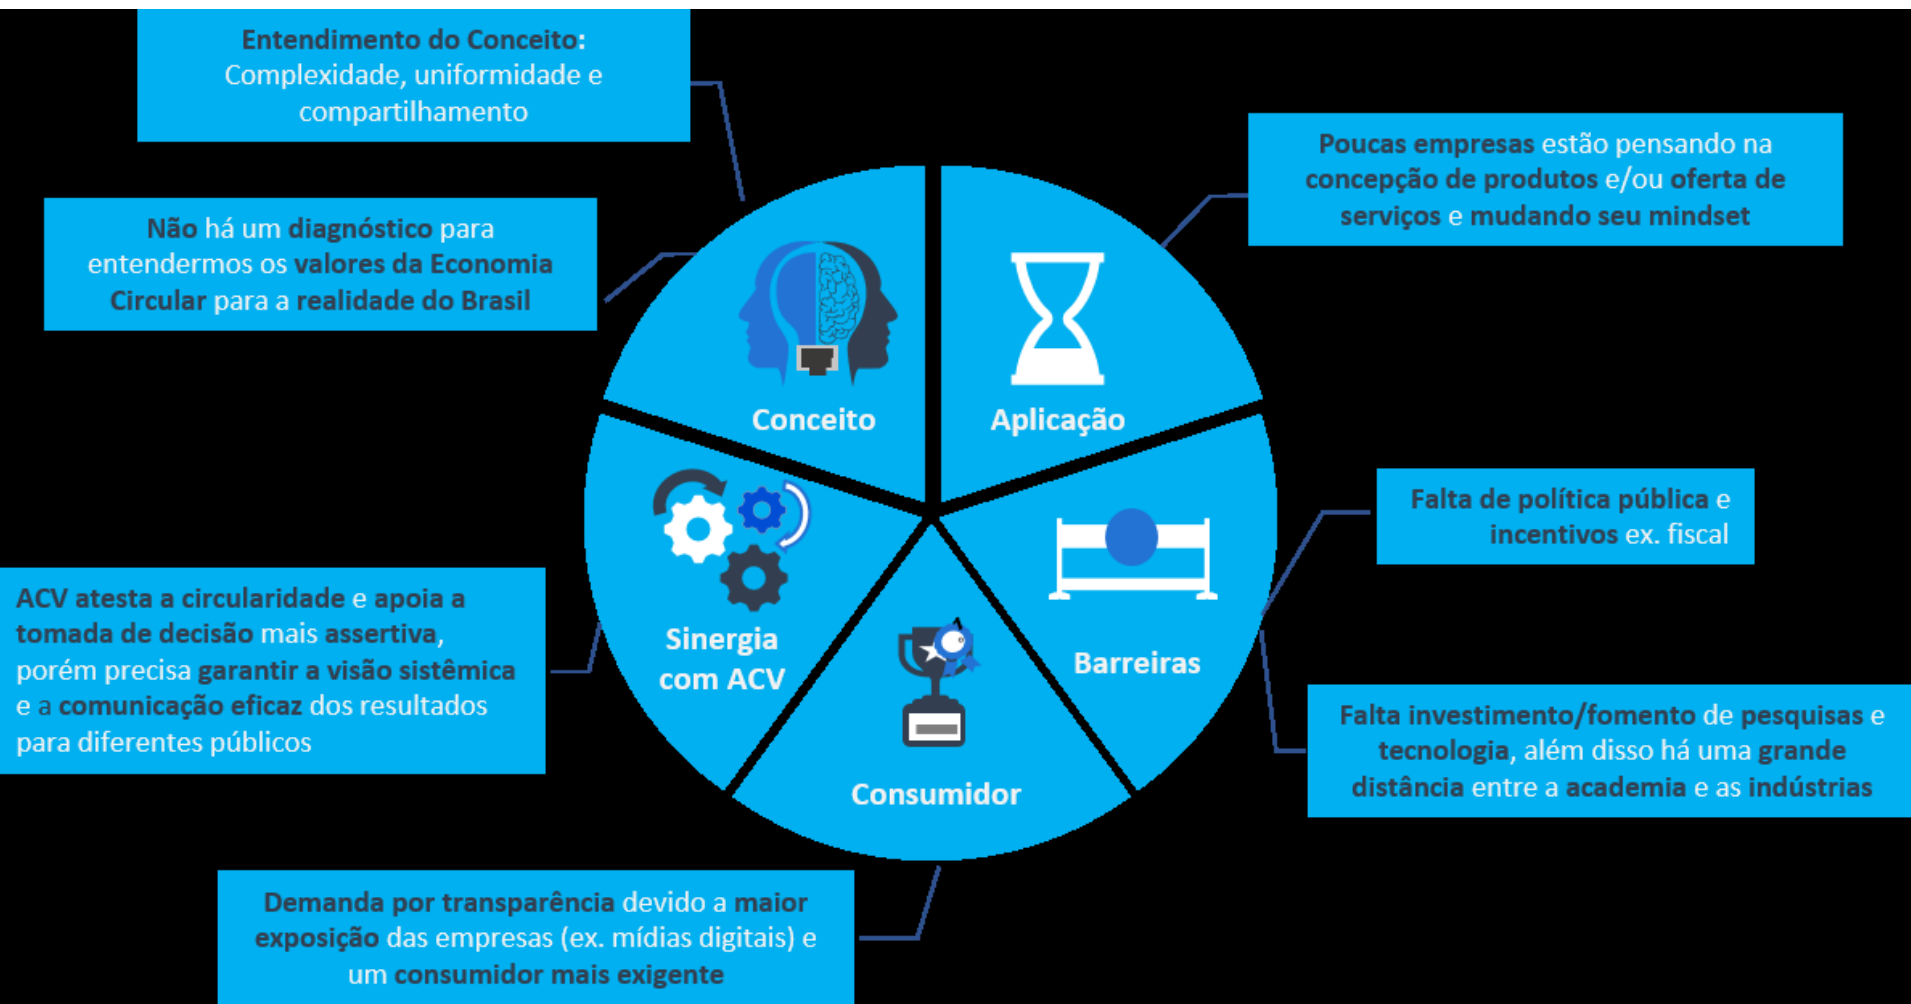 Entendimento do Conceito:
Complexidade, uniformidade e
compartilhamento
Não há um diagnóstico para
entendermos os valores da Economia
Circular para a realidade do Brasil
Poucas empresas estão pensando na
concepção de produtos e/ou oferta de
serviços e mudando seu mindset
Conceito
Aplicação
Falta de política pública e
incentivos ex. fiscal
ACV atesta a circularidade e apoia a
tomada de decisão mais assertiva,
porém precisa garantir a visão sistêmica
e a comunicação eficaz dos resultados
para diferentes públicos
Sinergia
com ACV
Barreiras
Falta investimento/fomento de pesquisas e
tecnologia, além disso há uma grande
distância entre a academia e as indústrias
Consumidor
Demanda por transparência devido a maior
exposição das empresas (ex. mídias digitais) e
um consumidor mais exigente